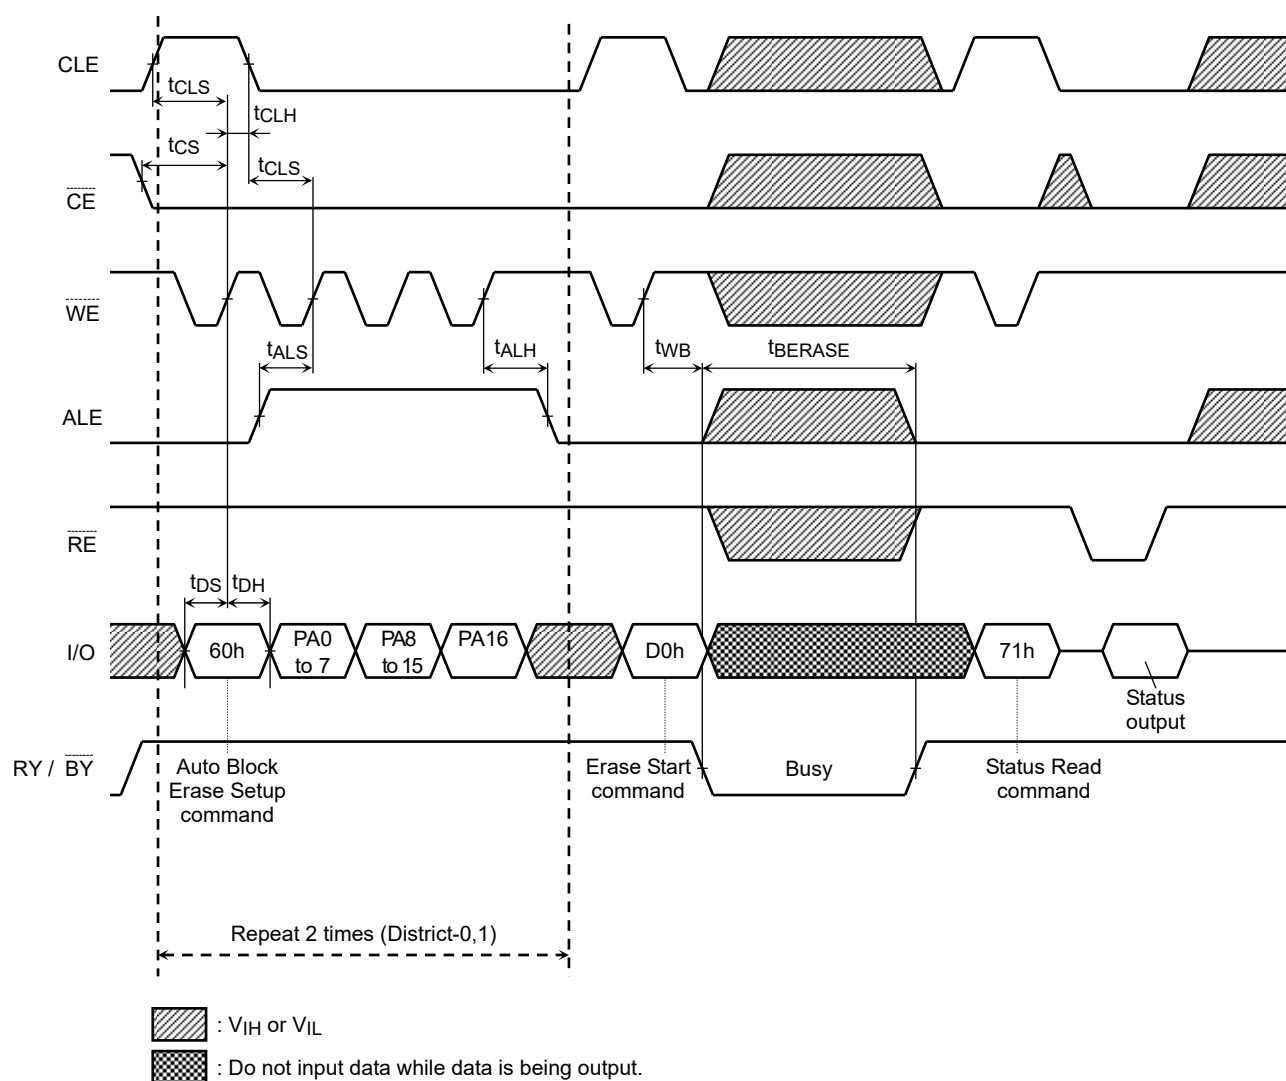 CLE
tCLS
tCLH
tCS
tCLS
CE
WE
tALS
tALH
tWB
tBERASE
ALE
RE
tDS
tDH
I/O
60h
PA0
to 7
PA8
to 15
PA16
D0h
71h
Status
output
RY / BY
Auto Block
Erase Setup
command
Erase Start
command
Busy
Status Read
command
Repeat 2 times (District-0,1)
: VIH or VIL
: Do not input data while data is being output.